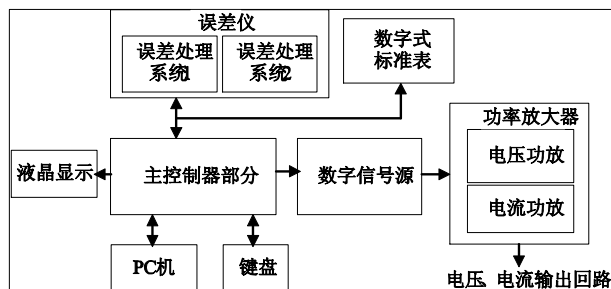 误差仪
误差处理
系统1
误差处理
系统2
数字式
标准表
功率放大器
电压功放
电流功放
液晶显示
主控制器部分
数字信号源
PC机
键盘
电压、电流输出回路